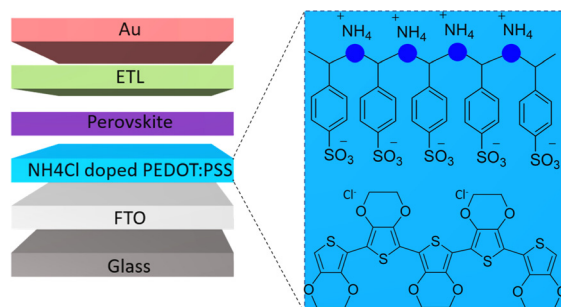 Au
ETL
Perovskite
NH4Cl doped PEDOT:PSS
FTO
Glass
+ + + +
NH₄ NH₄ NH₄ NH₄
− − − − −
SO₃ SO₃ SO₃ SO₃ SO₃
Cl⁻ Cl⁻
O O O O
S S S S S
O O O O O O